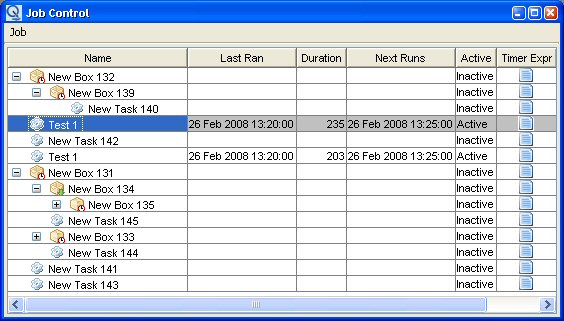 Job Control
Job
Name Last Ran Duration Next Runs Active Timer Expr
New Box 132 Inactive
New Box 139 Inactive
New Task 140 Inactive
Test 1 26 Feb 2008 13:20:00 235 26 Feb 2008 13:25:00 Active
New Task 142 Inactive
Test 1 26 Feb 2008 13:20:00 203 26 Feb 2008 13:25:00 Active
New Box 131 Inactive
New Box 134 Inactive
New Box 135 Inactive
New Task 145 Inactive
New Box 133 Inactive
New Task 144 Inactive
New Task 141 Inactive
New Task 143 Inactive